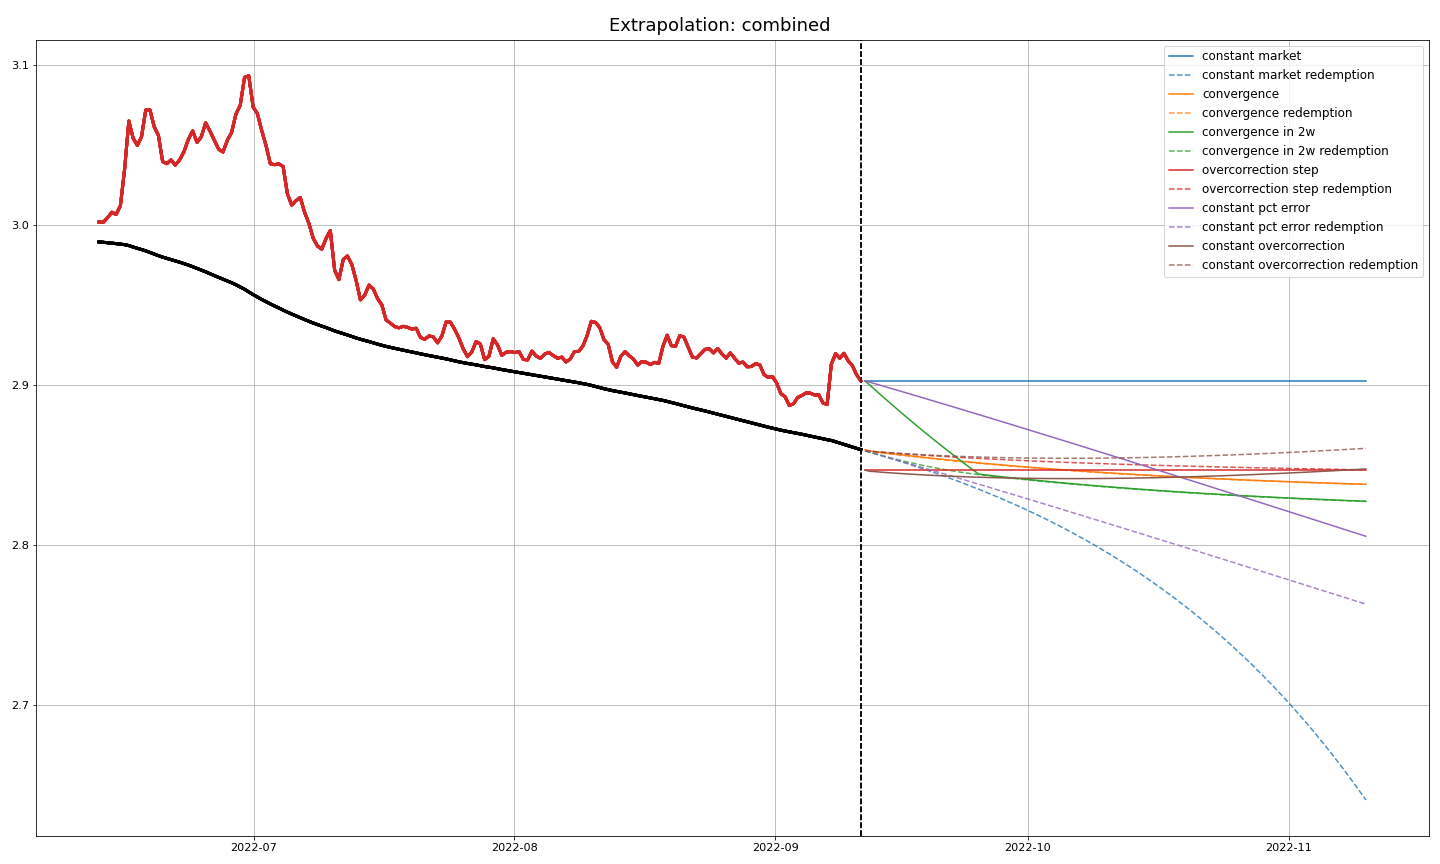 Extrapolation: combined
3.1
3.0
2.9
2.8
2.7
constant market
constant market redemption
convergence
convergence redemption
convergence in 2w
convergence in 2w redemption
overcorrection step
overcorrection step redemption
constant pct error
constant pct error redemption
constant overcorrection
constant overcorrection redemption
2022-07
2022-08
2022-09
2022-10
2022-11